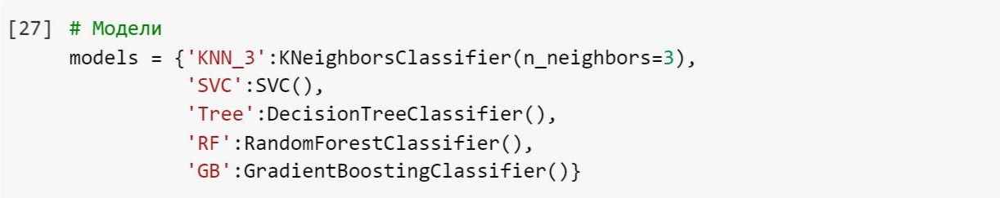 [27] # Модели
models = {'KNN_3':KNeighborsClassifier(n_neighbors=3),
'SVC':SVC(),
'Tree':DecisionTreeClassifier(),
'RF':RandomForestClassifier(),
'GB':GradientBoostingClassifier()}